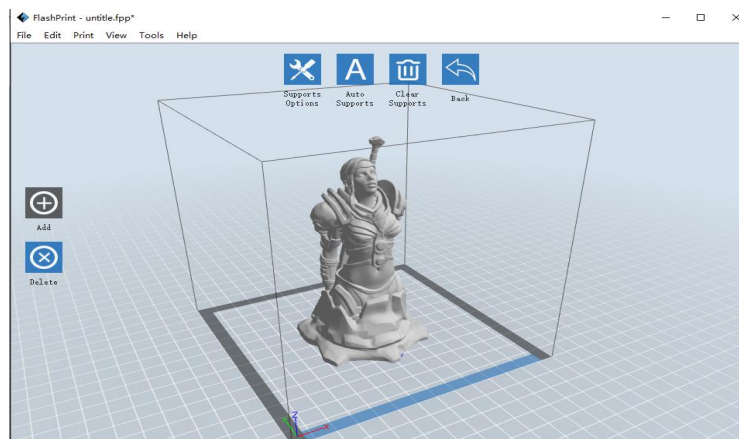 FlashPrint - untitle.fpp*
File Edit Print View Tools Help
Supports
Options
Auto
Supports
Clear
Supports
Back
Add
Delete
Z
X